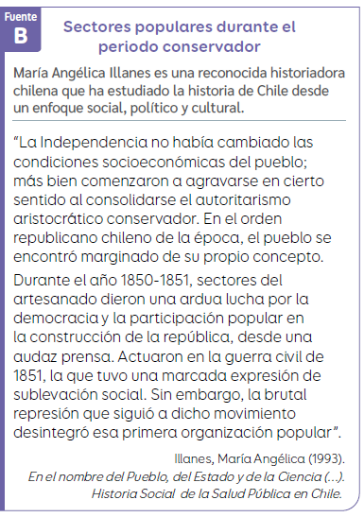 Fuente
B
Sectores populares durante el
periodo conservador
María Angélica Illanes es una reconocida historiadora
chilena que ha estudiado la historia de Chile desde
un enfoque social, político y cultural.
“La Independencia no había cambiado las
condiciones socioeconómicas del pueblo;
más bien comenzaron a agravarse en cierto
sentido al consolidarse el autoritarismo
aristocrático conservador. En el orden
republicano chileno de la época, el pueblo se
encontró marginado de su propio concepto.
Durante el año 1850-1851, sectores del
artesanado dieron una ardua lucha por la
democracia y la participación popular en
la construcción de la república, desde una
audaz prensa. Actuaron en la guerra civil de
1851, la que tuvo una marcada expresión de
sublevación social. Sin embargo, la brutal
represión que siguió a dicho movimiento
desintegró esa primera organización popular”.
Illanes, María Angélica (1993).
En el nombre del Pueblo, del Estado y de la Ciencia (...).
Historia Social de la Salud Pública en Chile.